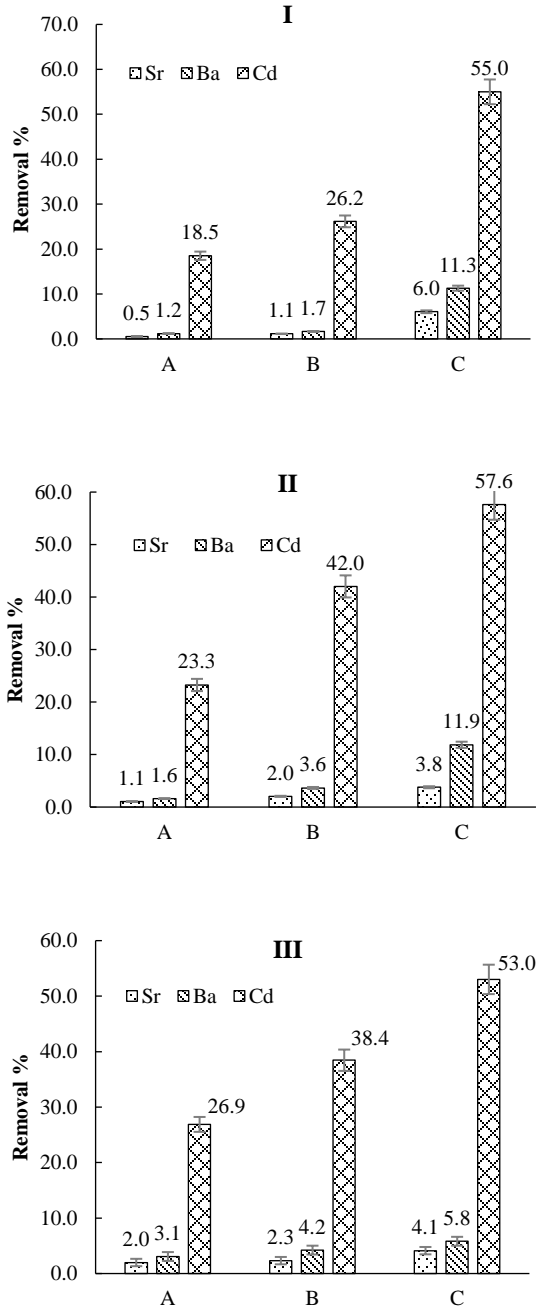 I
70.0
60.0
50.0
40.0
30.0
20.0
10.0
0.0
Removal %
Sr Ba Cd
0.5 1.2 18.5
1.1 1.7 26.2
6.0 11.3 55.0
A B C
II
60.0
50.0
40.0
30.0
20.0
10.0
0.0
Removal %
Sr Ba Cd
1.1 1.6 23.3
2.0 3.6 42.0
3.8 11.9 57.6
A B C
III
60.0
50.0
40.0
30.0
20.0
10.0
0.0
Removal %
Sr Ba Cd
2.0 3.1 26.9
2.3 4.2 38.4
4.1 5.8 53.0
A B C